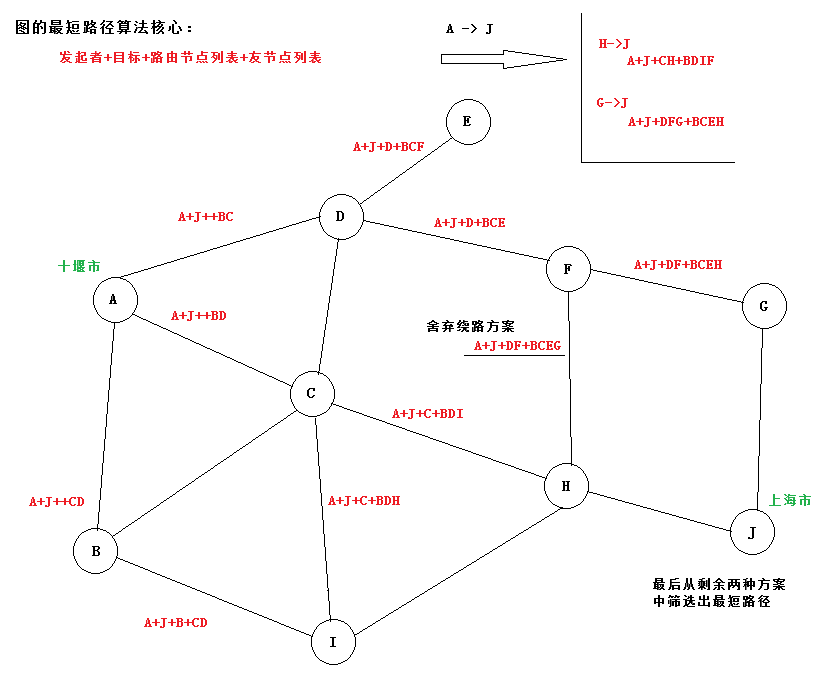 图的最短路径算法核心：
发起者+目标+路由节点列表+友节点列表
A -> J
H->J
A+J+CH+BDIF
G->J
A+J+DFG+BCEH
E
A+J+D+BCF
A+J++BC
D
A+J+D+BCE
十堰市
A
F
A+J+DF+BCEH
G
A+J++BD
舍弃绕路方案
A+J+DF+BCEG
C
A+J+C+BDI
A+J++CD
A+J+C+BDH
H
上海市
J
B
最后从剩余两种方案
中筛选出最短路径
A+J+B+CD
I